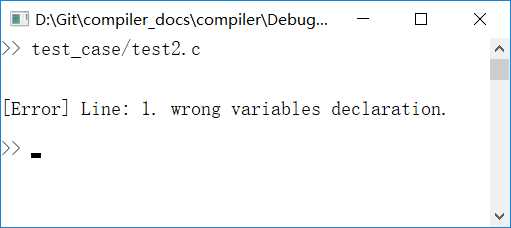 D:\Git\compiler_docs\compiler\Debug...
>> test_case/test2.c
[Error] Line: 1. wrong variables declaration.
>>